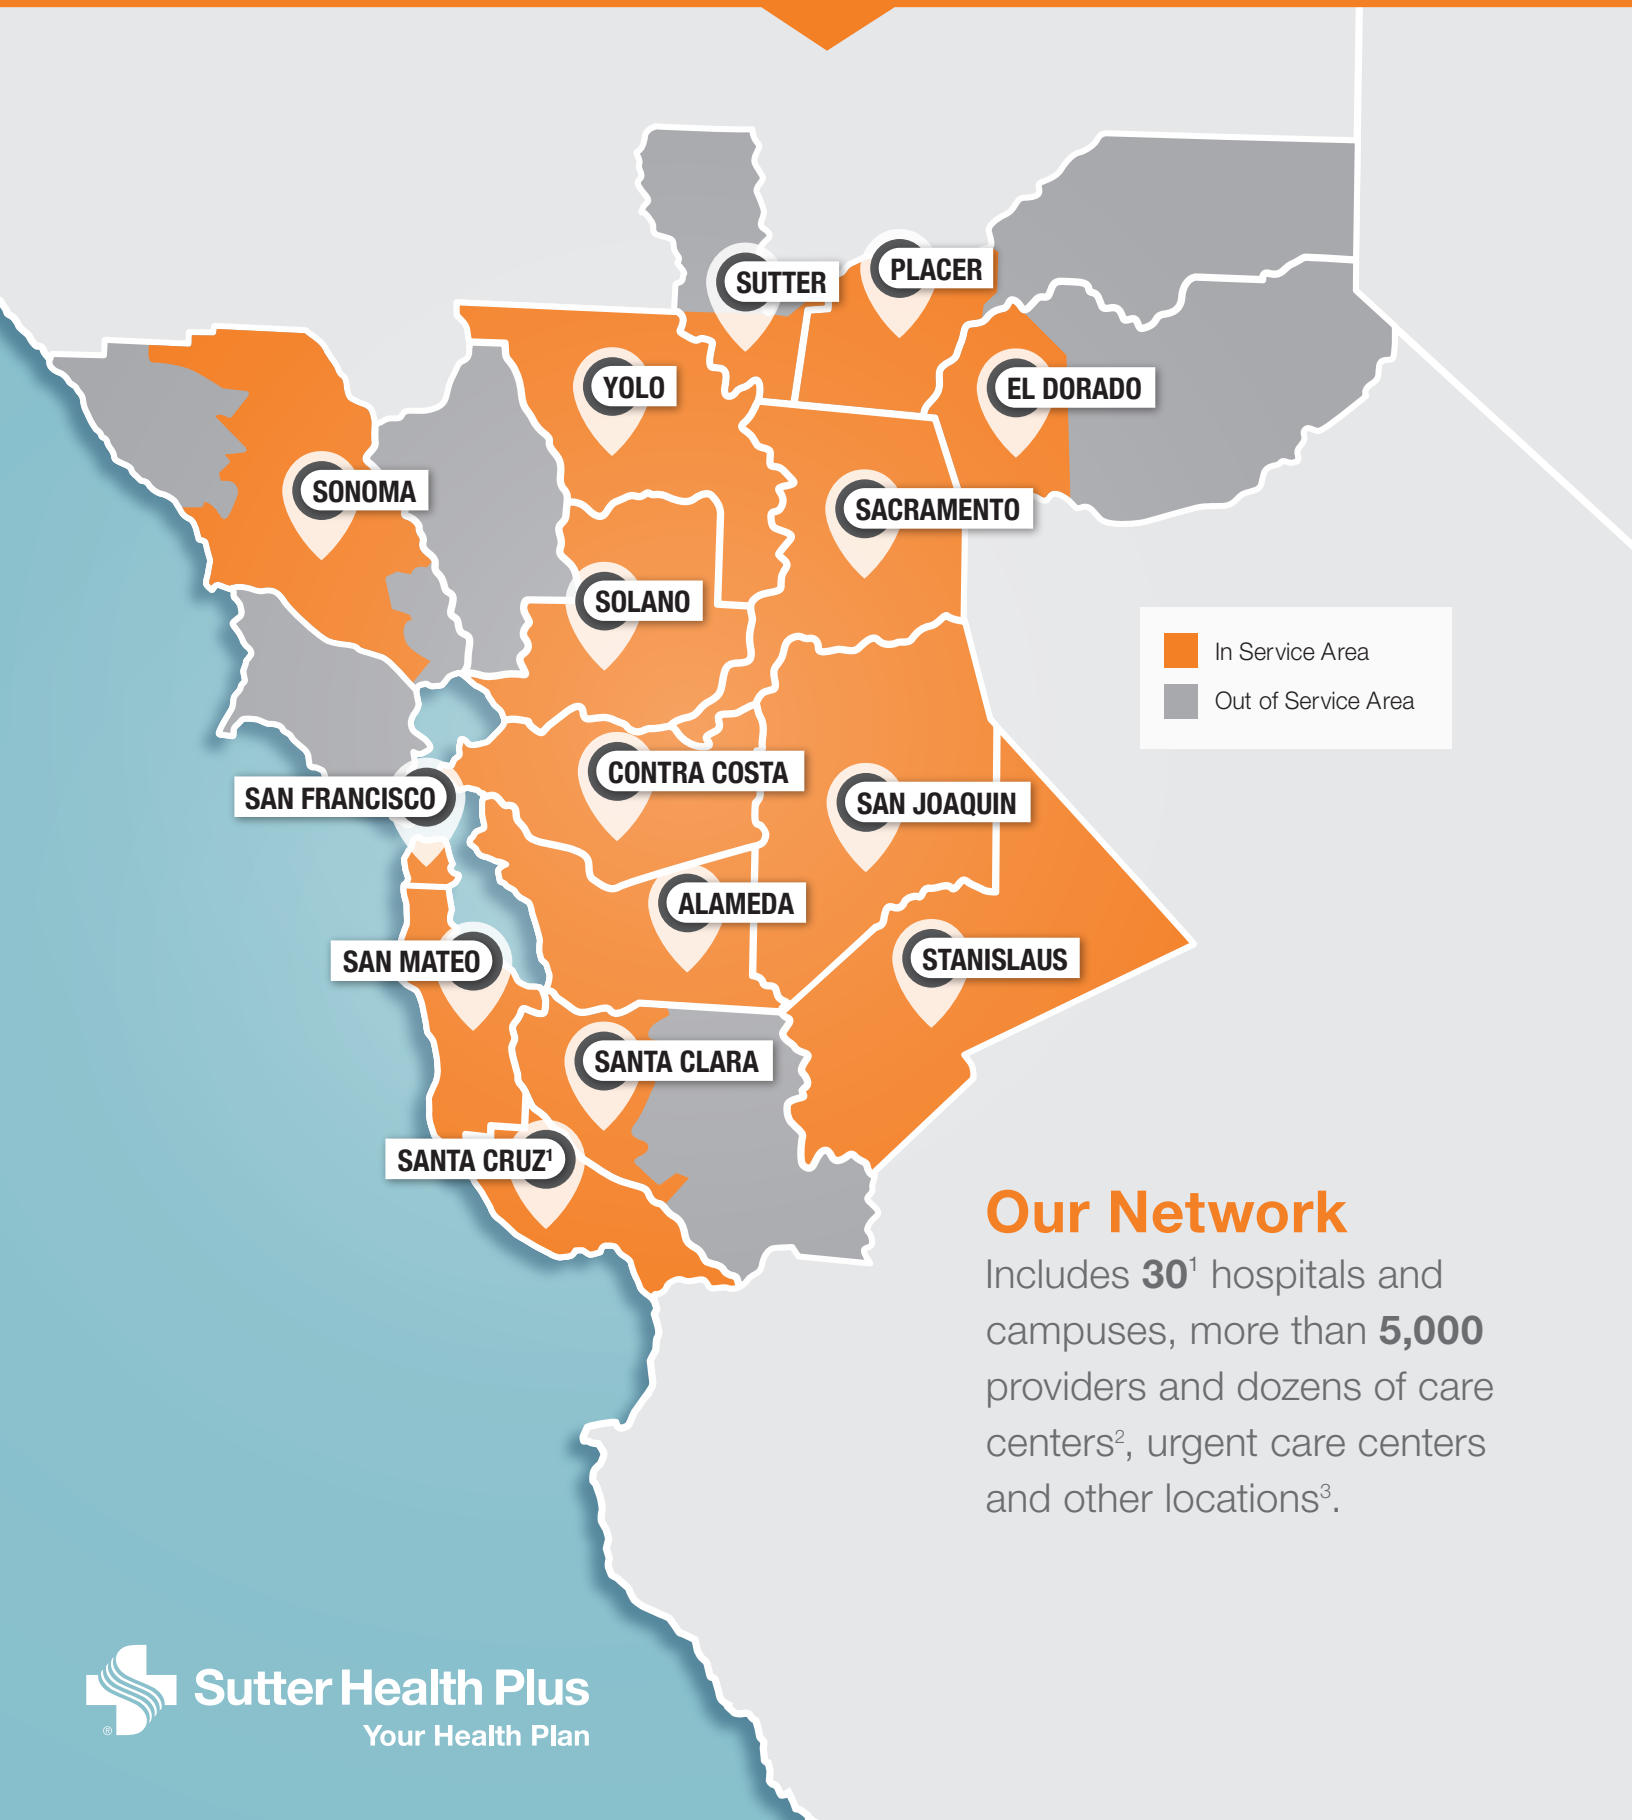 SUTTER
PLACER
YOLO
EL DORADO
SONOMA
SACRAMENTO
SOLANO
In Service Area
Out of Service Area
CONTRA COSTA
SAN FRANCISCO
SAN JOAQUIN
ALAMEDA
SAN MATEO
STANISLAUS
SANTA CLARA
SANTA CRUZ¹
Our Network
Includes 30¹ hospitals and
campuses, more than 5,000
providers and dozens of care
centers², urgent care centers
and other locations³.
Sutter Health Plus
®
Your Health Plan